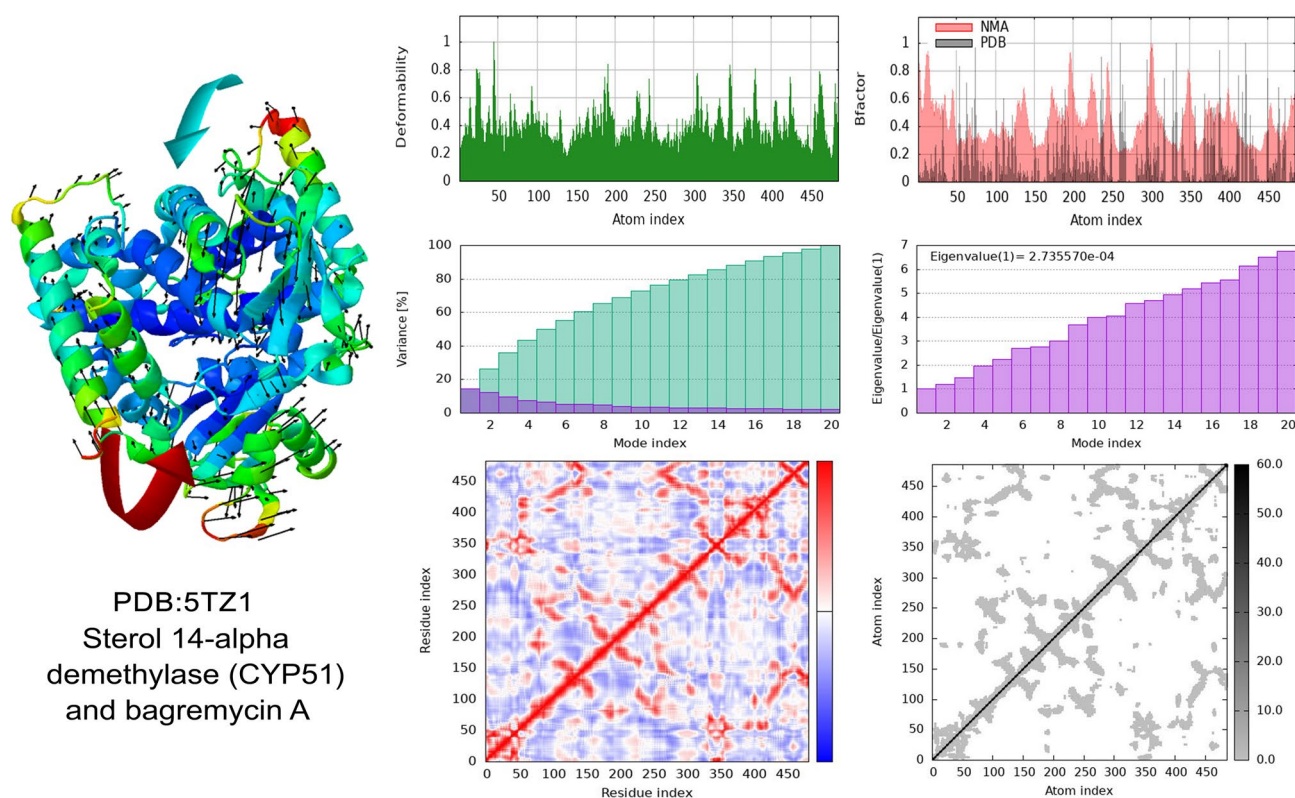 Deformability
1
0.8
0.6
0.4
0.2
0
50 100 150 200 250 300 350 400 450
Atom index
Bfactor
NMA
PDB
1
0.8
0.6
0.4
0.2
0
50 100 150 200 250 300 350 400 450
Atom index
Variance [%]
100
80
60
40
20
0
2 4 6 8 10 12 14 16 18 20
Mode index
Eigenvalue/Eigenvalue(1)
Eigenvalue(1)= 2.735570e-04
7
6
5
4
3
2
1
0
2 4 6 8 10 12 14 16 18 20
Mode index
PDB:5TZ1
Sterol 14-alpha
demethylase (CYP51)
and bagremycin A
Residue index
450
400
350
300
250
200
150
100
50
0
0 50 100 150 200 250 300 350 400 450
Residue index
Atom index
450
400
350
300
250
200
150
100
50
0
0 50 100 150 200 250 300 350 400 450
Atom index
60.0
50.0
40.0
30.0
20.0
10.0
0.0